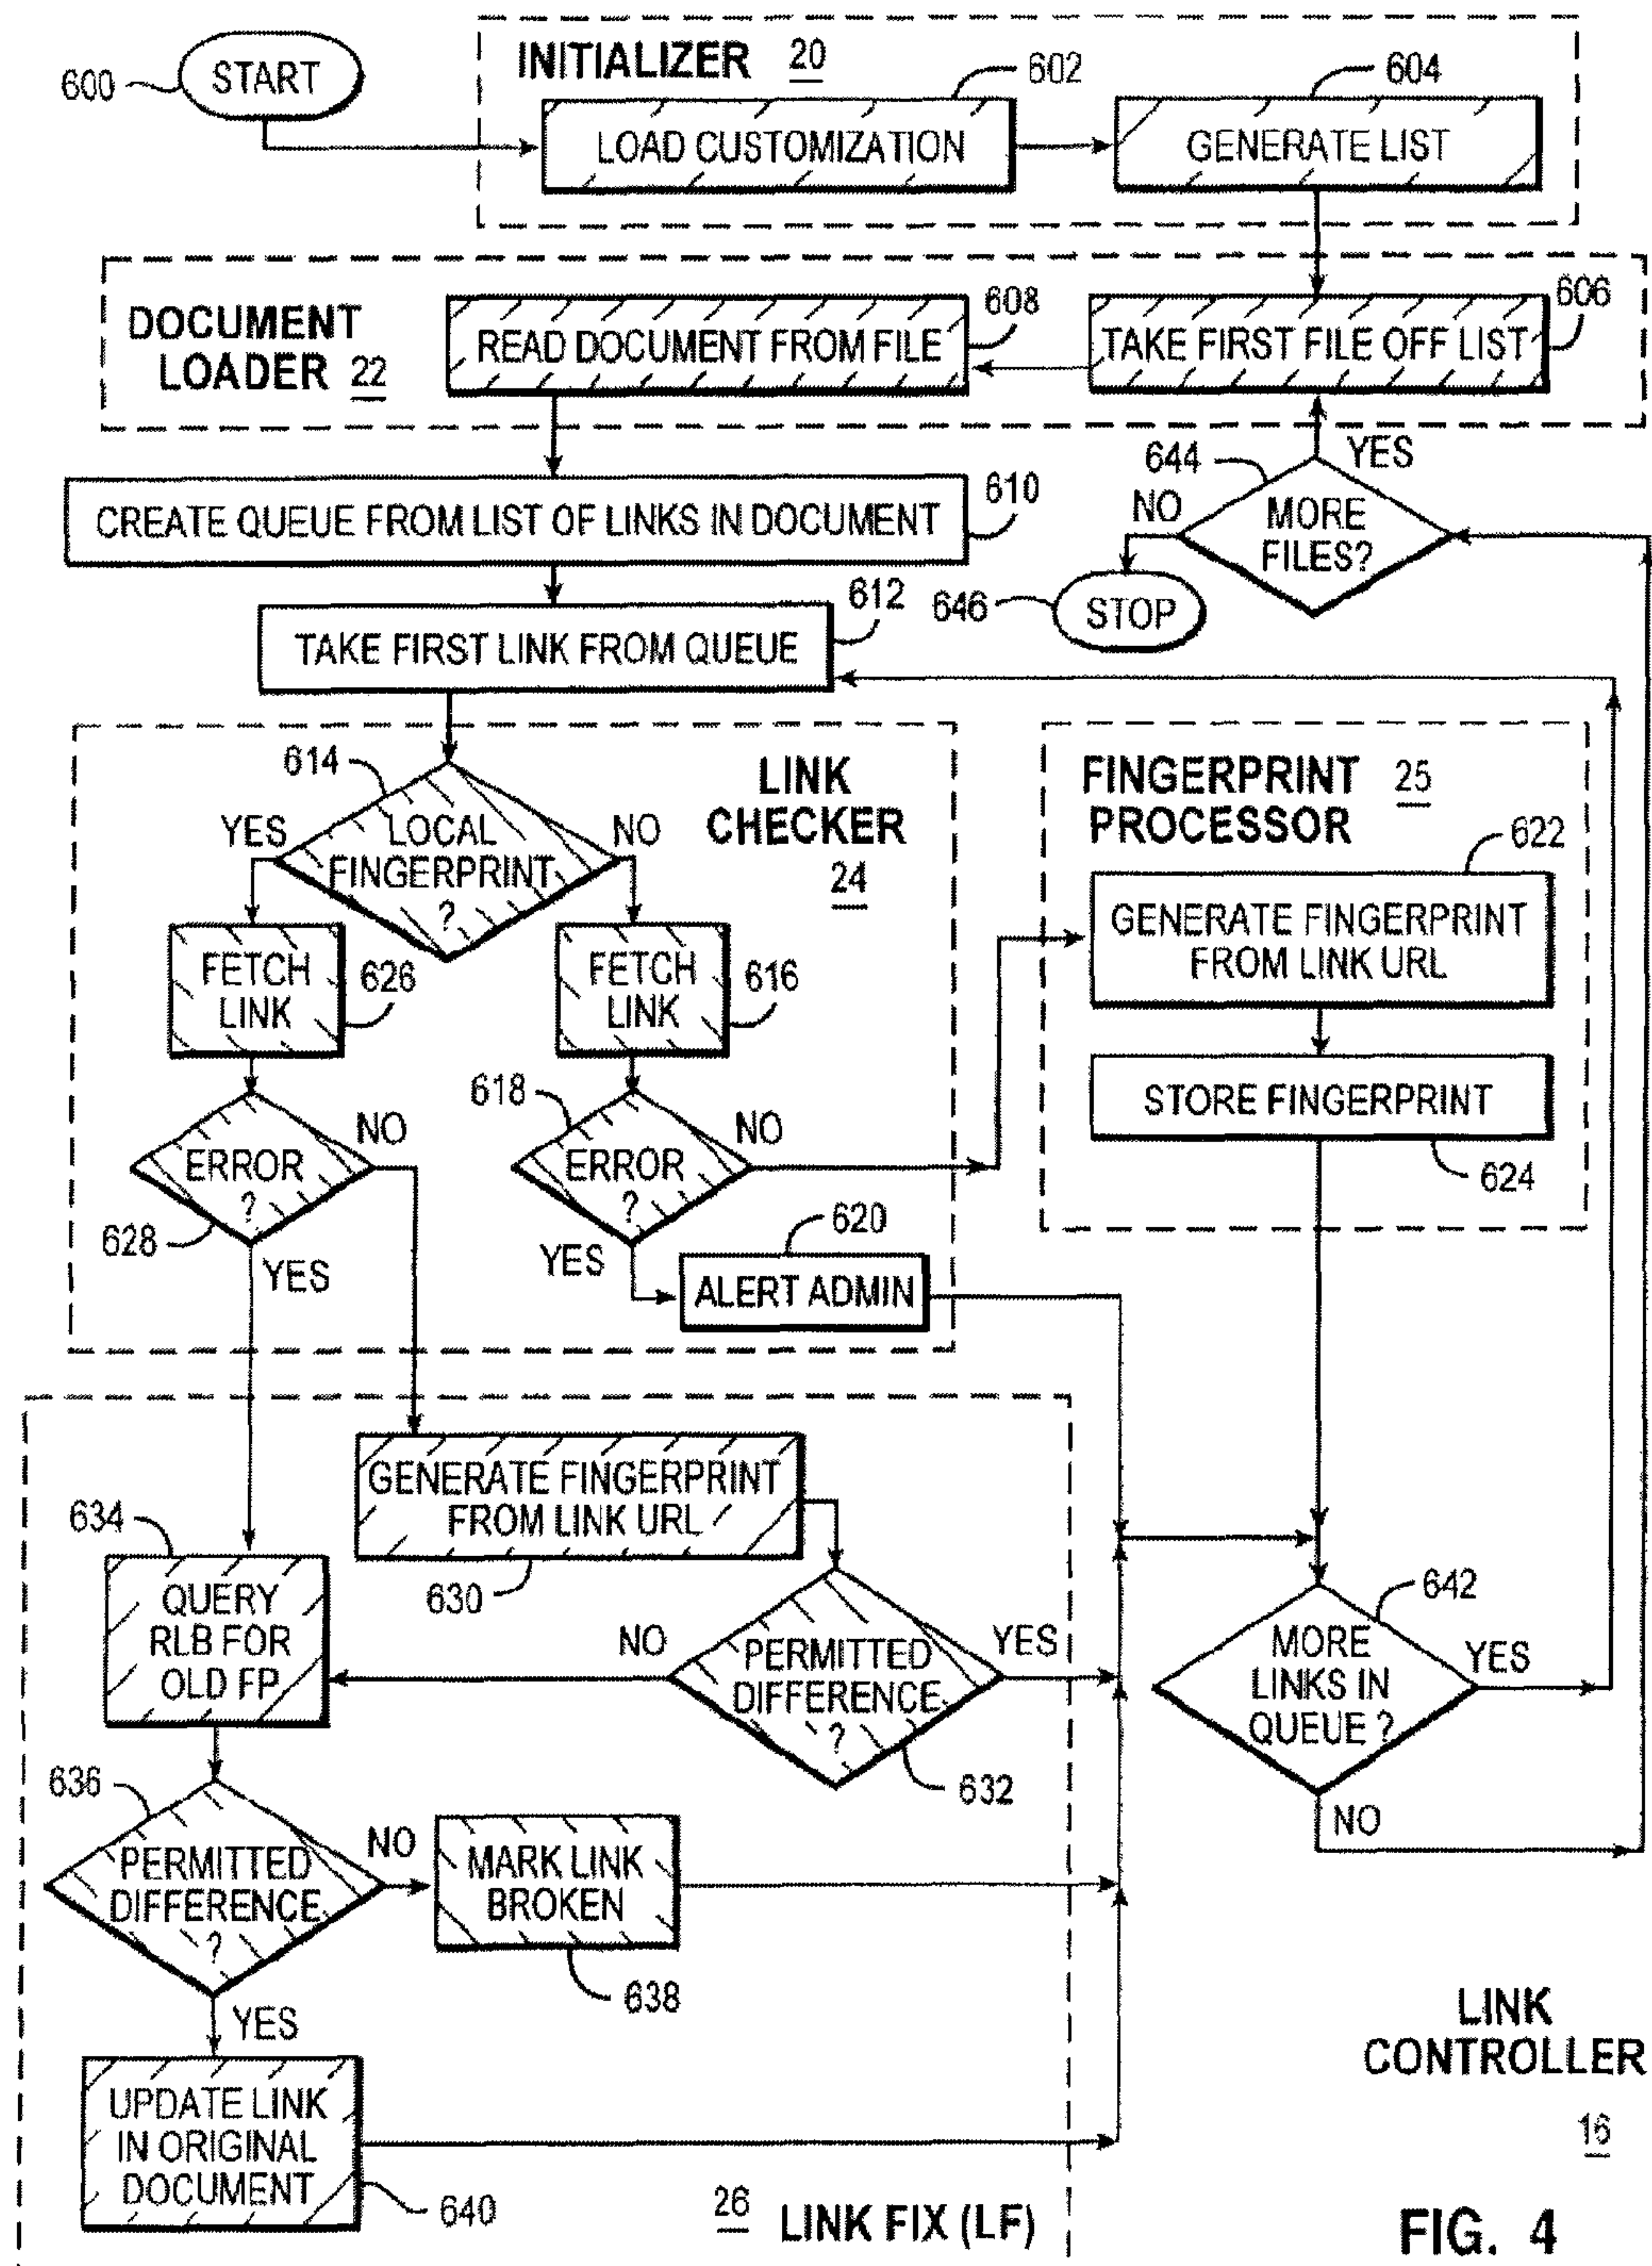 600
START
INITIALIZER 20
602
604
LOAD CUSTOMIZATION
GENERATE LIST
DOCUMENT
LOADER 22
608
606
READ DOCUMENT FROM FILE
TAKE FIRST FILE OFF LIST
644
YES
NO
MORE
FILES?
646
STOP
610
CREATE QUEUE FROM LIST OF LINKS IN DOCUMENT
612
TAKE FIRST LINK FROM QUEUE
614
LINK
CHECKER
24
YES
LOCAL
FINGERPRINT
?
NO
FETCH
LINK
626
FETCH
LINK
616
FINGERPRINT 25
PROCESSOR
622
GENERATE FINGERPRINT
FROM LINK URL
STORE FINGERPRINT
624
618
NO
NO
ERROR
?
ERROR
?
628
YES
YES
620
ALERT ADMIN
GENERATE FINGERPRINT
FROM LINK URL
630
634
QUERY
RLB FOR
OLD FP
NO
PERMITTED
DIFFERENCE
?
YES
632
642
MORE
LINKS IN
QUEUE ?
YES
NO
636
PERMITTED
DIFFERENCE
?
NO
MARK LINK
BROKEN
638
YES
UPDATE LINK
IN ORIGINAL
DOCUMENT
640
26 LINK FIX (LF)
LINK
CONTROLLER
16
FIG. 4